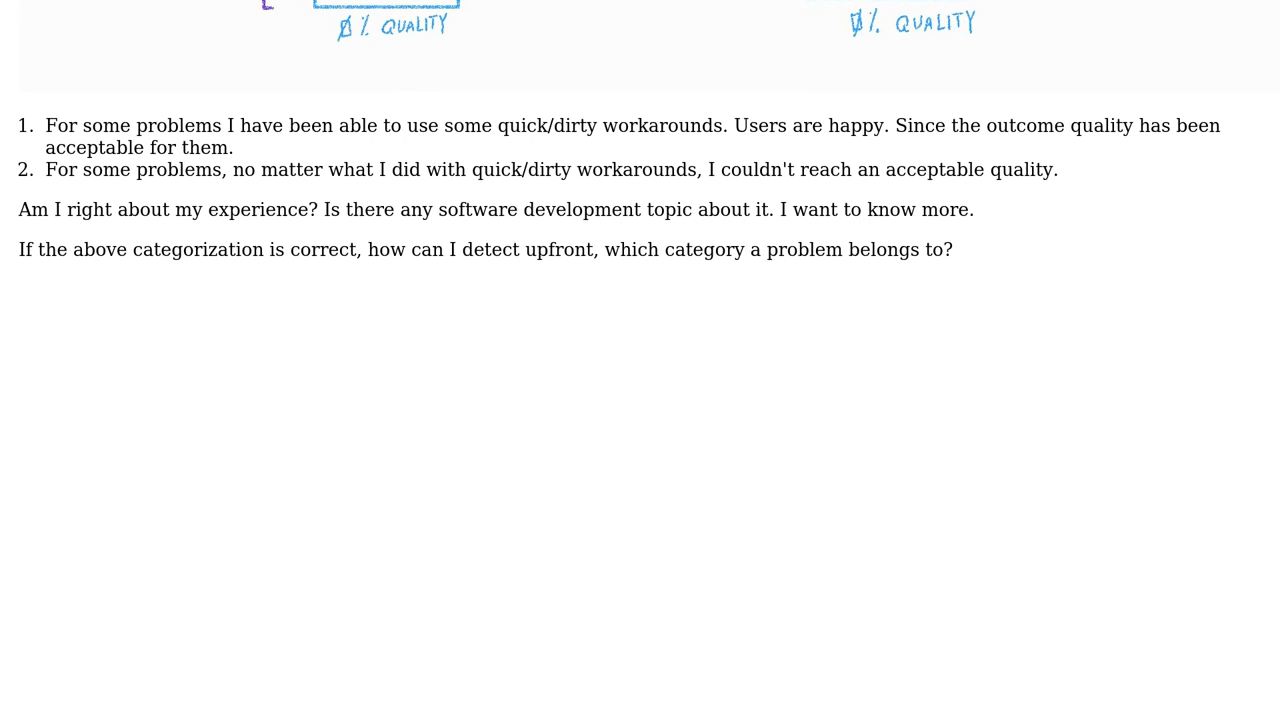 0% QUALITY 0% QUALITY
1. For some problems I have been able to use some quick/dirty workarounds. Users are happy. Since the outcome quality has been
acceptable for them.
2. For some problems, no matter what I did with quick/dirty workarounds, I couldn't reach an acceptable quality.
Am I right about my experience? Is there any software development topic about it. I want to know more.
If the above categorization is correct, how can I detect upfront, which category a problem belongs to?